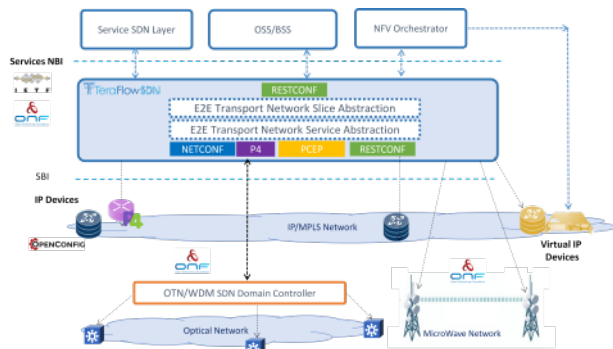 Service SDN Layer
OSS/BSS
NFV Orchestrator
Services NBI
IETF
ONF
TeraFlowSDN
RESTCONF
E2E Transport Network Slice Abstraction
E2E Transport Network Service Abstraction
NETCONF
P4
PCEP
RESTCONF
SBI
IP Devices
P4
IP/MPLS Network
OPENCONFIG
Virtual IP
Devices
ONF
ONF
OTN/WDM SDN Domain Controller
MicroWave Network
Optical Network